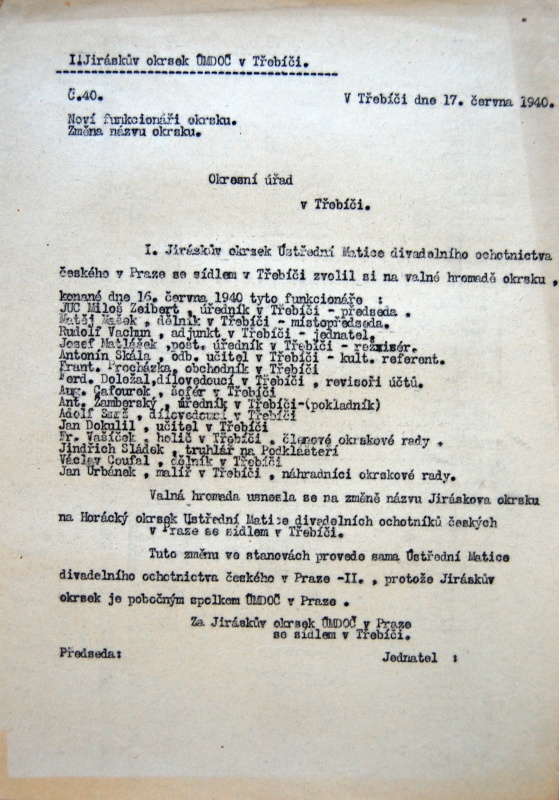 I.Jiráskův okrsek ÚMDOČ v Třebíči.
Č.40.
V Třebíči dne 17. června 1940.
Noví funkcionáři okrsku.
Změna názvu okrsku.
Okresní úřad
v Třebíči.
I. Jiráskův okrsek Ústřední Matice divadelního ochotnictva
českého v Praze se sídlem v Třebíči zvolil si na valné hromadě okrsku ,
konané dne 16. června 1940 tyto funkcionáře :
JUC Miloš Zeibert , úředník v Třebíči - předseda .
Matěj Mašek , dělník v Třebíči - místopředseda.
Rudolf Vachun , adjunkt v Třebíči - jednatel,
Josef Matlášek ,pošt. úředník v Třebíči - režisér.
Antonín Skála , odb. učitel v Třebíči - kult. referent.
Frant. Procházka, obchodník v Třebíči
Ferd. Doležal,dílovedoucí v Třebíči , revisoři účtů.
Aug. Cafourek , šofér v Třebíči
Ant. Zamberský , úředník v Třebíči-(pokladník)
Adolf , dílovedoucí v Třebíči
Jan Dokulil , učitel v Třebíči
Fr. Vašíček , holič v Třebíči , členové okrskové rady .
Jindřich Sládek , truhlář na Podklášteří
Václav Coufal , dělník v Třebíči
Jan Urbánek , malíř v Třebíči , náhradníci okrskové rady.
Valná hromada usnesla se na změně názvu Jiráskova okrsku
na Horácký okrsek Ústřední Matice divadelních ochotníků českých
v Praze se sídlem v Třebíči.
Tuto změnu ve stanovách provede sama Ústřední Matice
divadelního ochotnictva českého v Praze -II. , protože Jiráskův
okrsek je pobočným spolkem ÚMDOČ v Praze .
Za Jiráskův okrsek ÚMDOČ v Praze
se sídlem v Třebíči.
Předseda:
Jednatel :